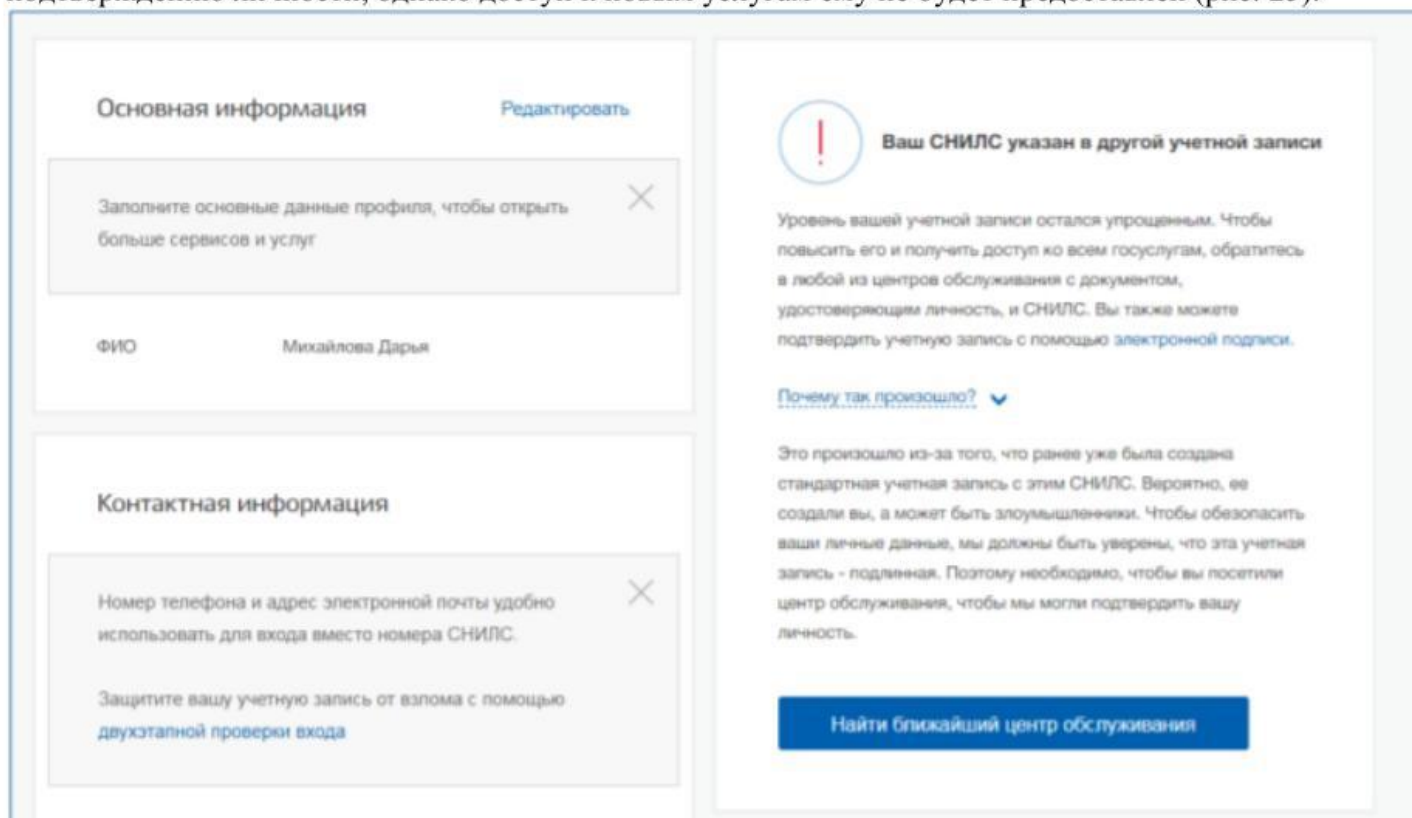 Основная информация
Редактировать
Заполните основные данные профиля, чтобы открыть
больше сервисов и услуг
ФИО Михайлова Дарья
Контактная информация
Номер телефона и адрес электронной почты удобно
использовать для входа вместо номера СНИЛС.
Защитите вашу учетную запись от взлома с помощью
двухэтапной проверки входа
Ваш СНИЛС указан в другой учетной записи
Уровень вашей учетной записи остался упрощенным. Чтобы
повысить его и получить доступ ко всем госуслугам, обратитесь
в любой из центров обслуживания с документом,
удостоверяющим личность, и СНИЛС. Вы также можете
подтвердить учетную запись с помощью электронной подписи.
Почему так произошло?
Это произошло из-за того, что ранее уже была создана
стандартная учетная запись с этим СНИЛС. Вероятно, ее
создали вы, а может быть злоумышленники. Чтобы обезопасить
ваши личные данные, мы должны быть уверены, что эта учетная
запись - подлинная. Поэтому необходимо, чтобы вы посетили
центр обслуживания, чтобы мы могли подтвердить вашу
личность.
Найти ближайший центр обслуживания